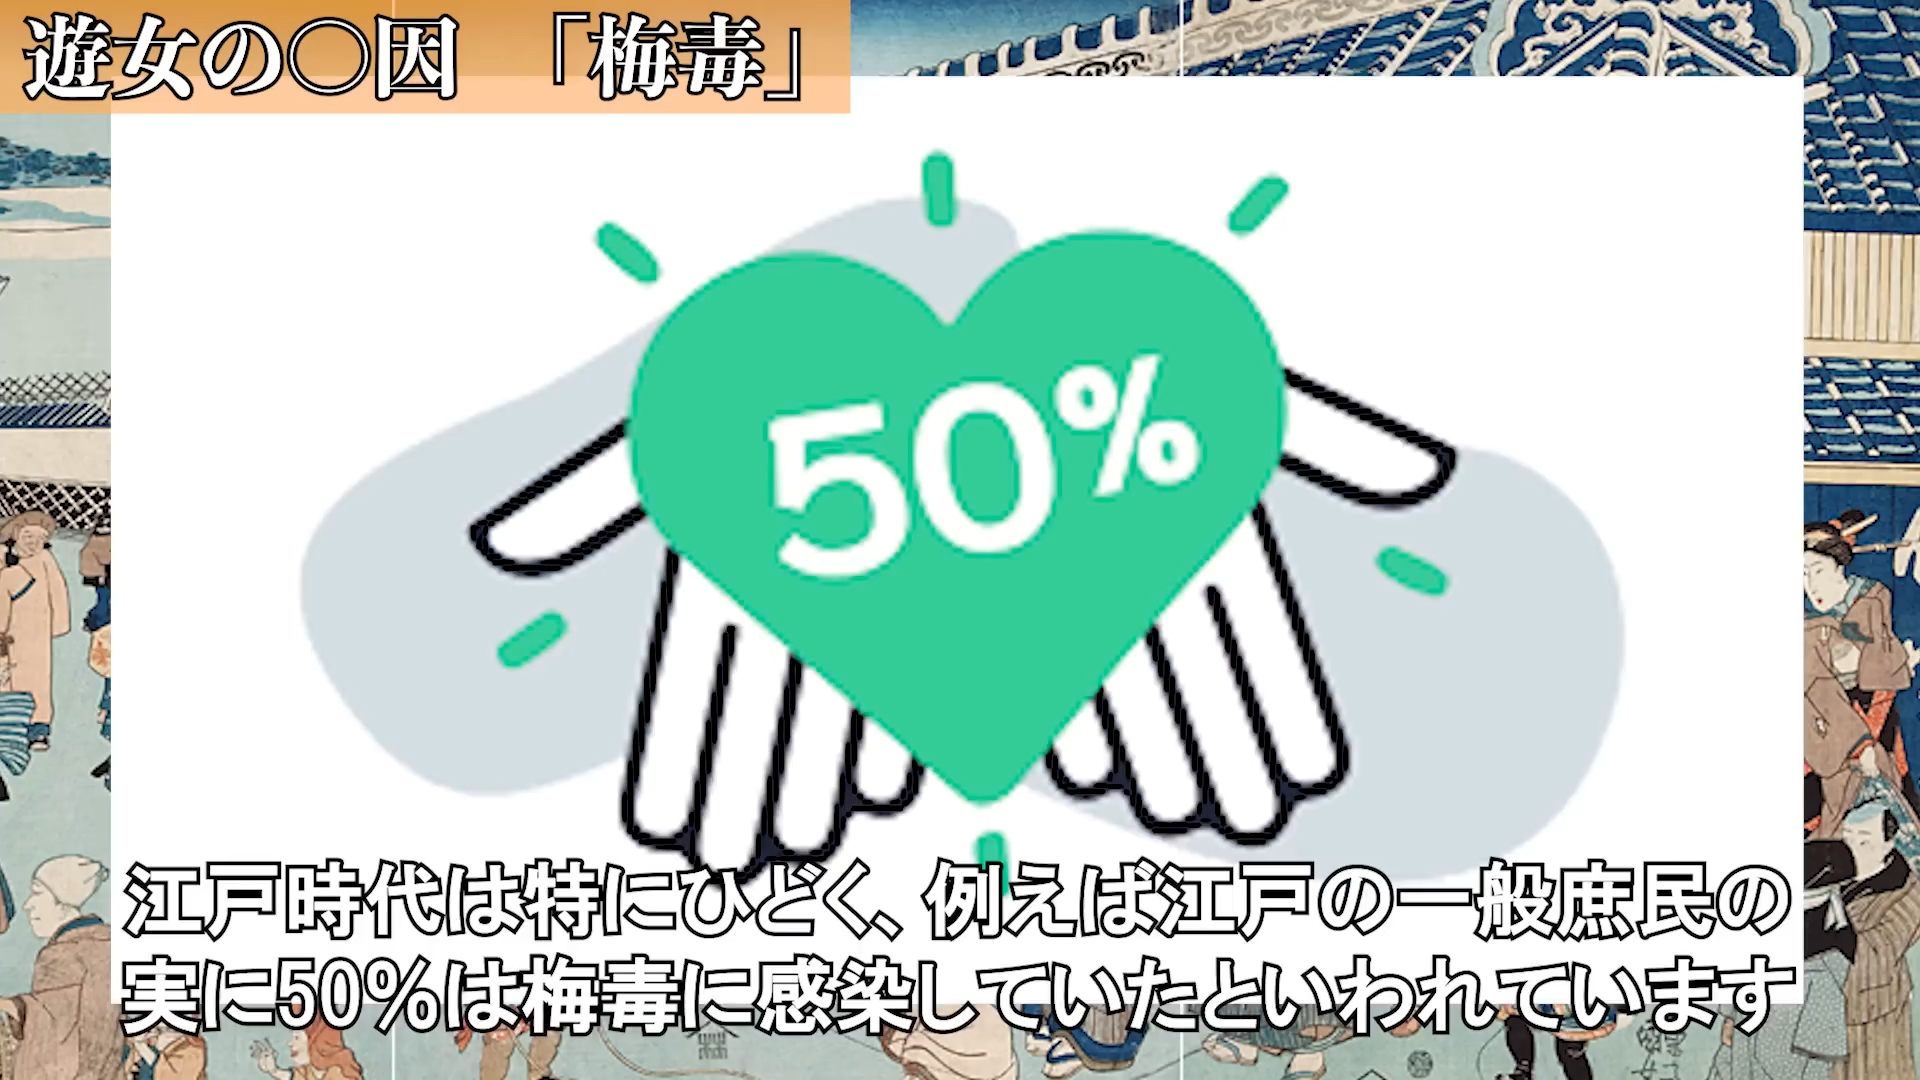 遊女の〇因 「梅毒」
50%
江戸時代は特にひどく、例えば江戸の一般庶民の
実に50％は梅毒に感染していたといわれています